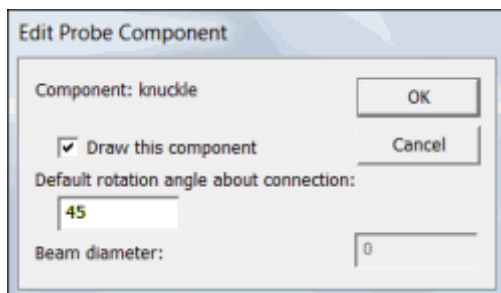 Edit Probe Component
Component: knuckle
OK
Draw this component
Cancel
Default rotation angle about connection:
45
Beam diameter:
0